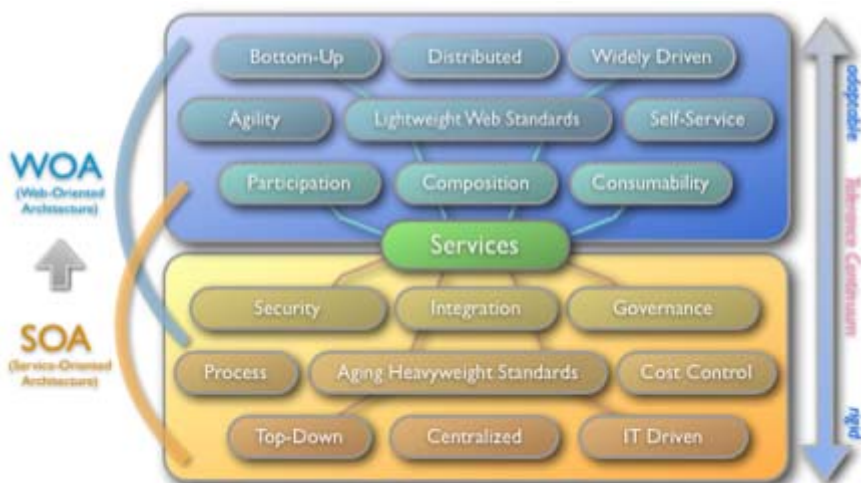 Bottom-Up
Distributed
Widely Driven
Agility
Lightweight Web Standards
Self-Service
Participation
Composition
Consumability
Services
Security
Integration
Governance
Process
Aging Heavyweight Standards
Cost Control
Top-Down
Centralized
IT Driven
WOA
(Web-Oriented
Architecture)
SOA
(Service-Oriented
Architecture)
adaptable
Tolerance Continuum
rigid